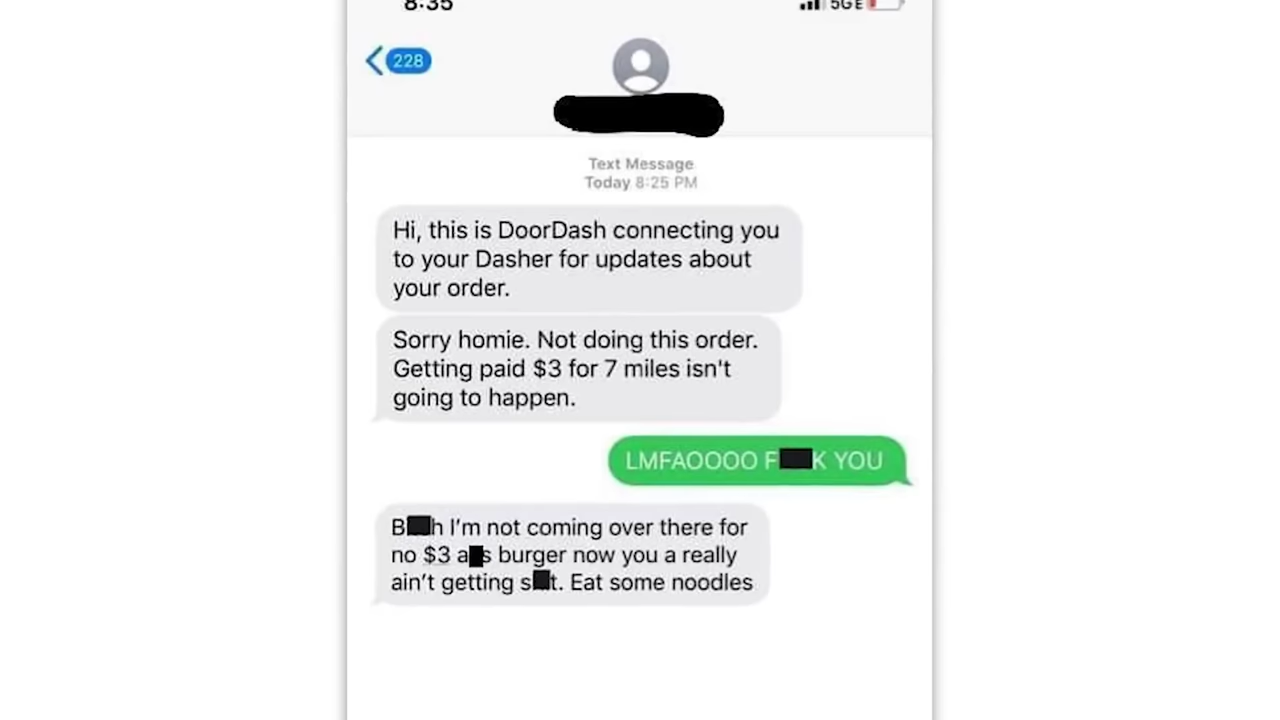 8:35
5GE
228
Text Message
Today 8:25 PM
Hi, this is DoorDash connecting you
to your Dasher for updates about
your order.
Sorry homie. Not doing this order.
Getting paid $3 for 7 miles isn't
going to happen.
LMFAOOOO F K YOU
B h I’m not coming over there for
no $3 a s burger now you a really
ain’t getting s t. Eat some noodles